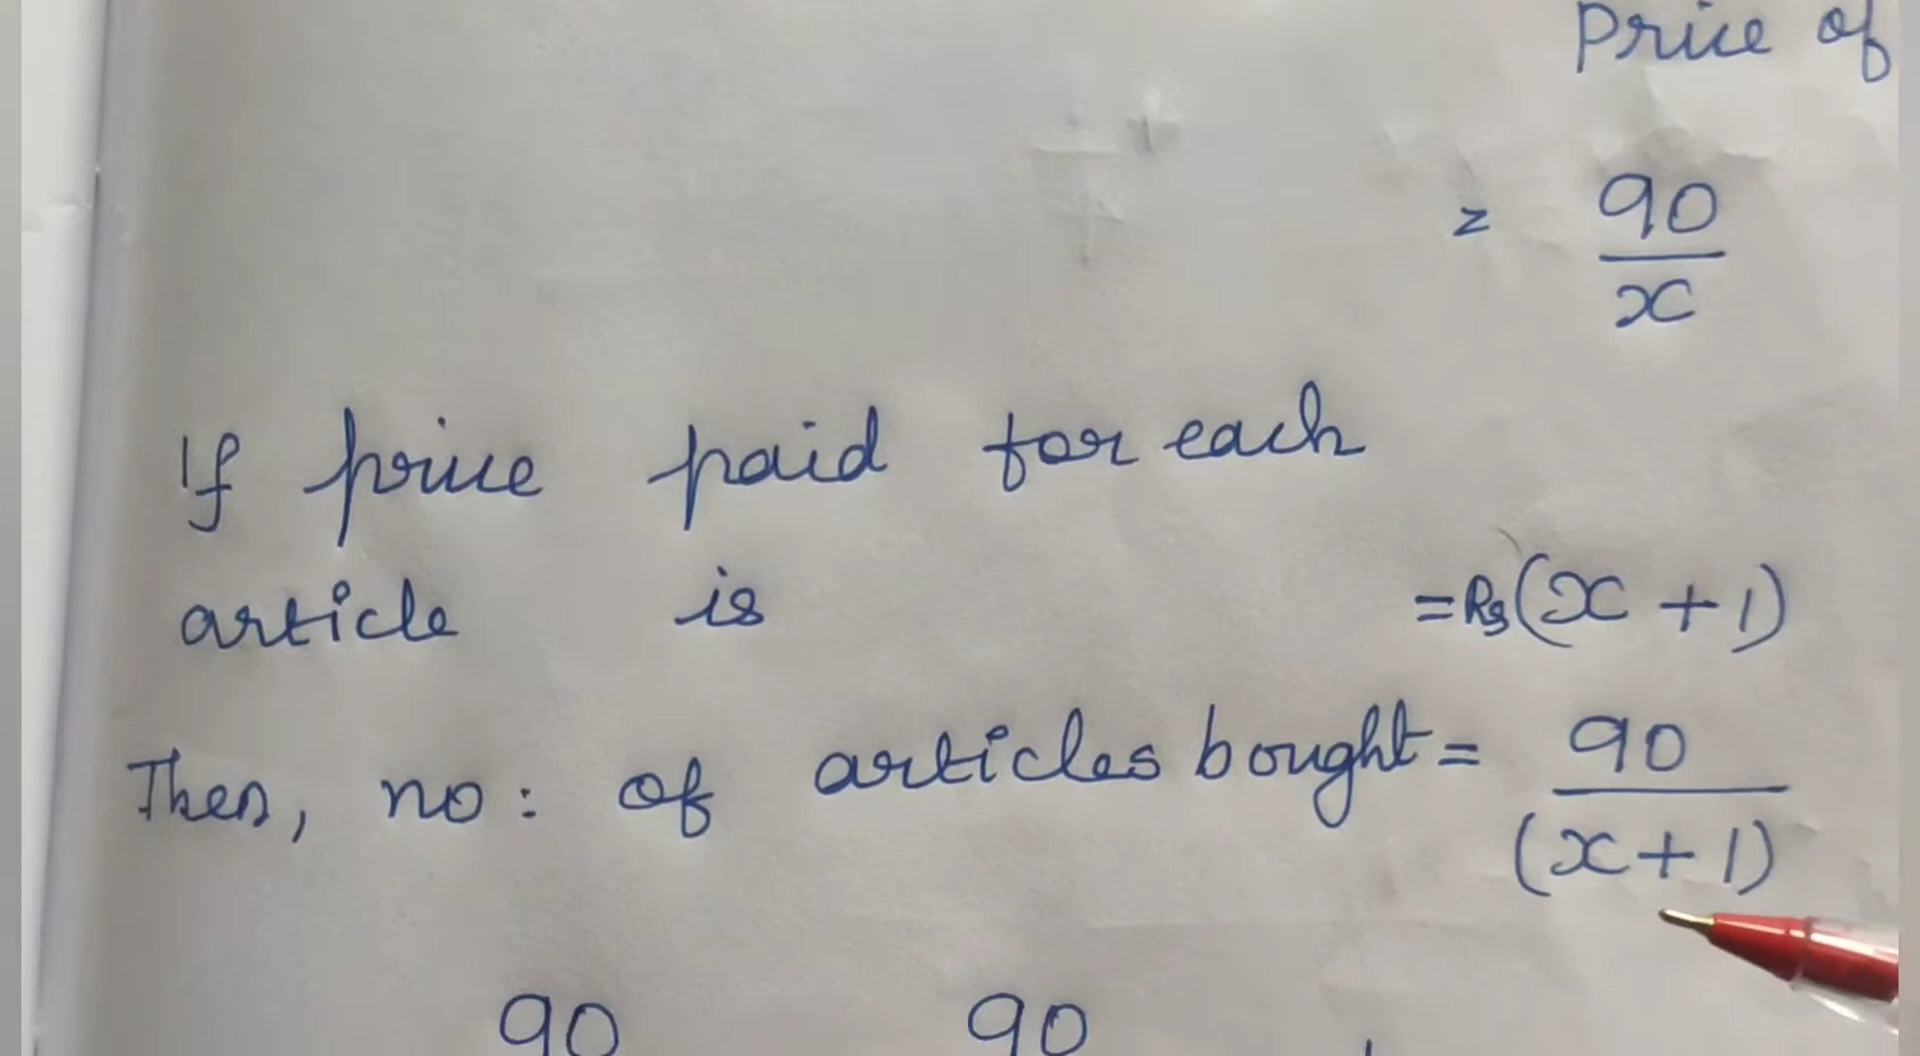 Price of
= 90/x
If price paid for each
article is =Rs(x + 1)
Then, no: of articles bought = 90/(x+1)
90 90